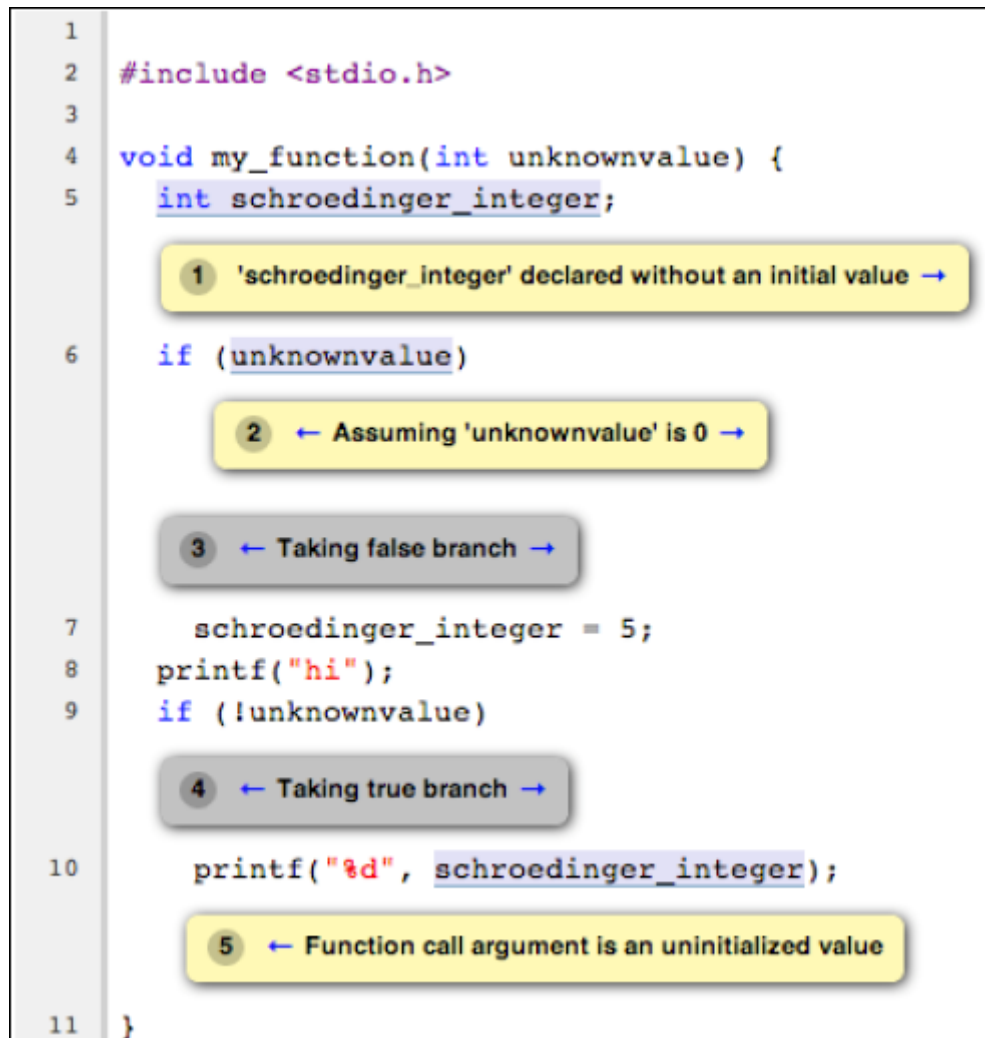 1
2 #include <stdio.h>
3
4 void my_function(int unknownvalue) {
5 int schroedinger_integer;
1 'schroedinger_integer' declared without an initial value →
6 if (unknownvalue)
2 ← Assuming 'unknownvalue' is 0 →
3 ← Taking false branch →
7 schroedinger_integer = 5;
8 printf("hi");
9 if (!unknownvalue)
4 ← Taking true branch →
10 printf("%d", schroedinger_integer);
5 ← Function call argument is an uninitialized value
11 }